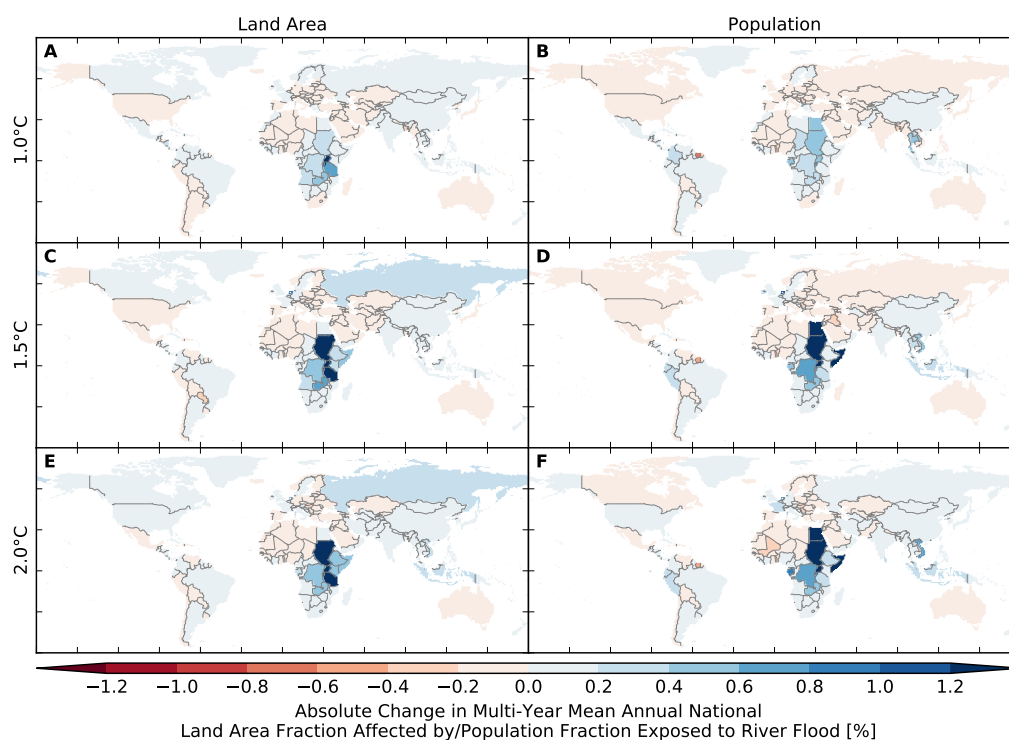 Land Area Population
A B
1.0°C
C D
1.5°C
E F
2.0°C
−1.2 −1.0 −0.8 −0.6 −0.4 −0.2 0.0 0.2 0.4 0.6 0.8 1.0 1.2
Absolute Change in Multi-Year Mean Annual National
Land Area Fraction Affected by/Population Fraction Exposed to River Flood [%]